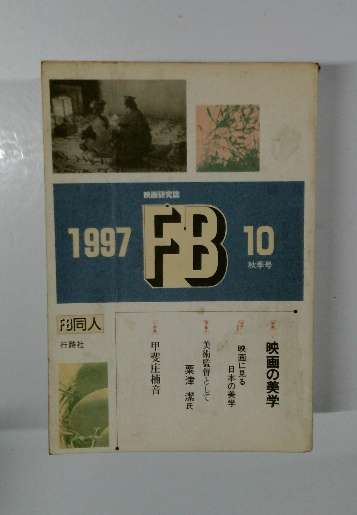 映画研究誌
1997
FB
10
秋季号
FB同人
行路社
映画の美学
映画に見る
日本の美学
美術監督として
粟津潔氏
甲斐庄楠音